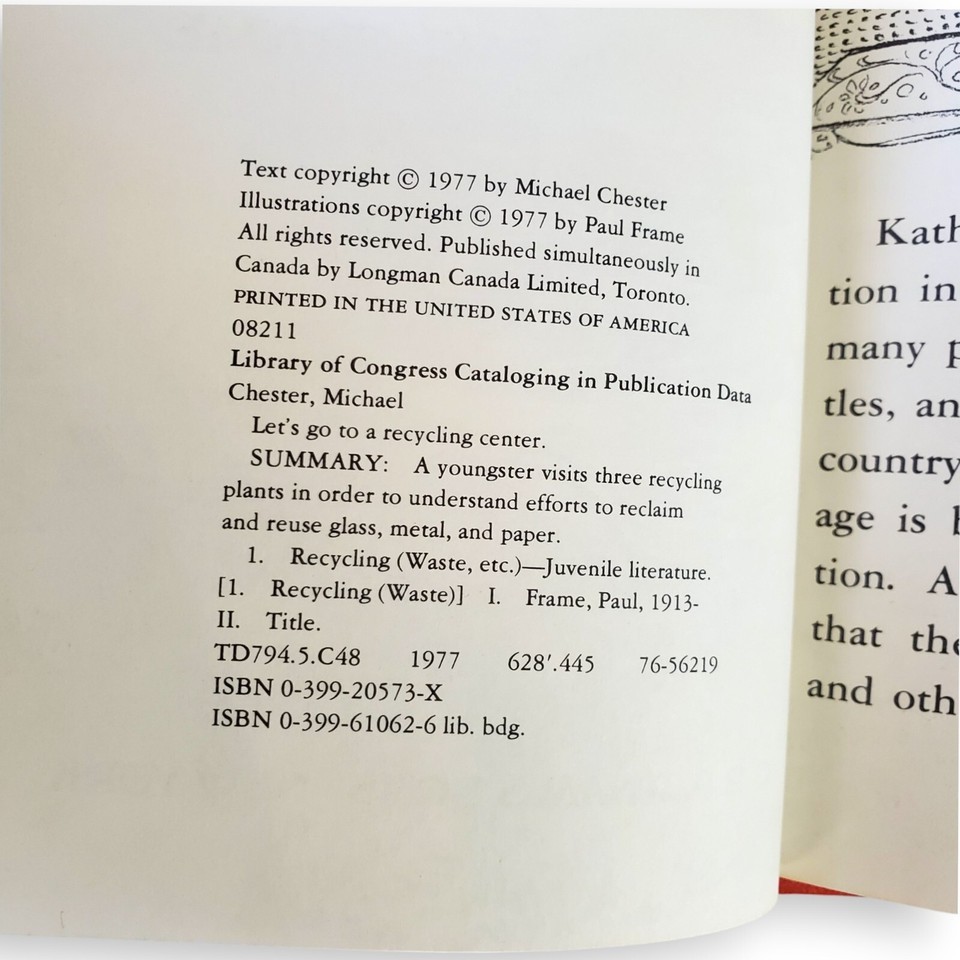 Text copyright © 1977 by Michael Chester
Illustrations copyright © 1977 by Paul Frame
All rights reserved. Published simultaneously in
Canada by Longman Canada Limited, Toronto.
PRINTED IN THE UNITED STATES OF AMERICA
08211
Library of Congress Cataloging in Publication Data
Chester, Michael
Let's go to a recycling center.
SUMMARY: A youngster visits three recycling
plants in order to understand efforts to reclaim
and reuse glass, metal, and paper.
1. Recycling (Waste, etc.)—Juvenile literature.
[1. Recycling (Waste)] I. Frame, Paul, 1913-
II. Title.
TD794.5.C48 1977 628'.445 76-56219
ISBN 0-399-20573-X
ISBN 0-399-61062-6 lib. bdg.
tion in
many
tles, an
country
age is
tion. A
that
and oth